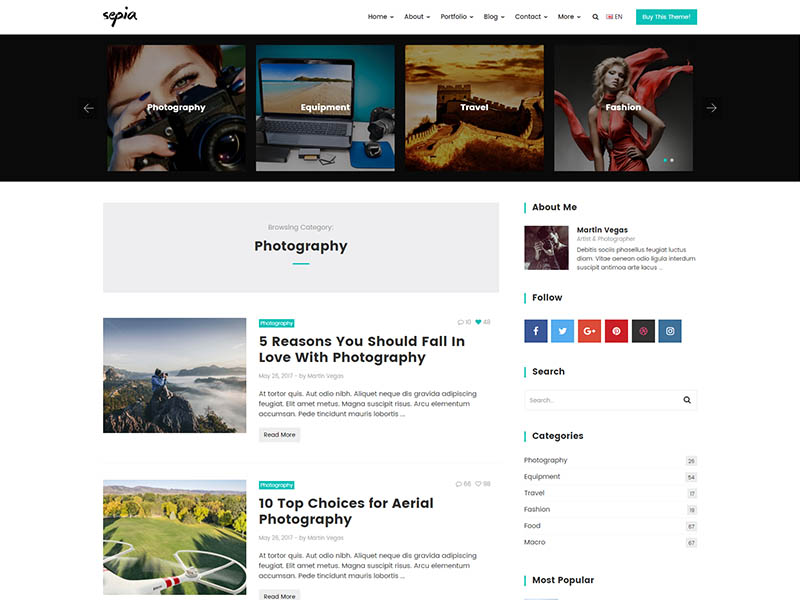 sepia
Home About Portfolio Blog Contact More EN Buy This Theme!
Photography Equipment Travel Fashion
Browsing Category:
Photography
Photography 10 48
5 Reasons You Should Fall In
Love With Photography
May 26, 2017 - by Martin Vegas
At tortor quis. Aut odio nibh. Aliquet neque dis gravida adipiscing
feugiat. Elit amet metus. Magna suscipit risus. Arcu elementum
accumsan. Pede tincidunt mauris lobortis ...
Read More
Photography 66 98
10 Top Choices for Aerial
Photography
May 26, 2017 - by Martin Vegas
At tortor quis. Aut odio nibh. Aliquet neque dis gravida adipiscing
feugiat. Elit amet metus. Magna suscipit risus. Arcu elementum
accumsan. Pede tincidunt mauris lobortis ...
Read More
About Me
Martin Vegas
Artist & Photographer
Debitis sociis phasellus feugiat luctus
diam. Vitae aenean odio ligula interdum
suscipit antimoa arte lacus ...
Follow
Search
Search...
Categories
Photography 26
Equipment 54
Travel 17
Fashion 19
Food 67
Macro 67
Most Popular